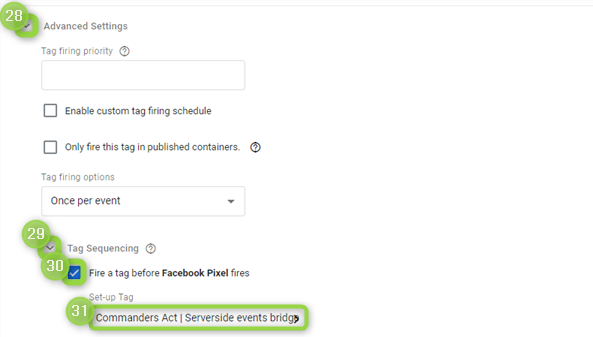 28
Advanced Settings
Tag firing priority ?
Enable custom tag firing schedule
Only fire this tag in published containers. ?
Tag firing options
Once per event
29
Tag Sequencing ?
30
Fire a tag before Facebook Pixel fires
Set-up Tag
31
Commanders Act | Serverside events bridge